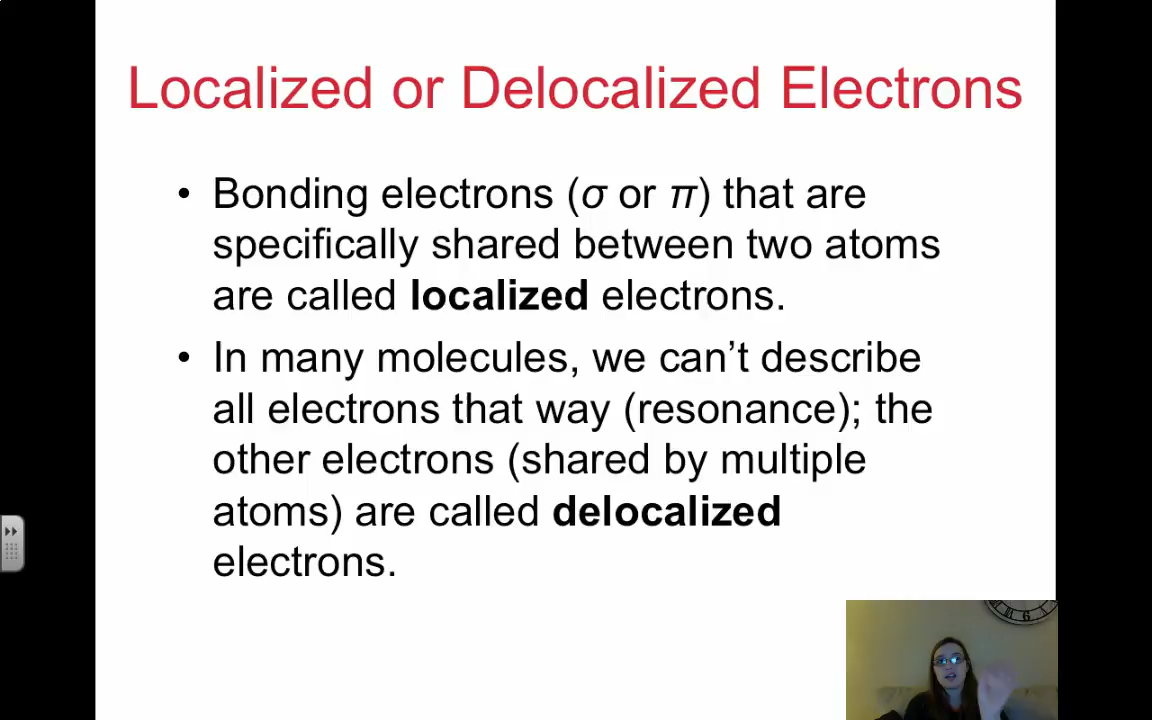 Localized or Delocalized Electrons
• Bonding electrons (σ or π) that are
specifically shared between two atoms
are called localized electrons.
• In many molecules, we can’t describe
all electrons that way (resonance); the
other electrons (shared by multiple
atoms) are called delocalized
electrons.